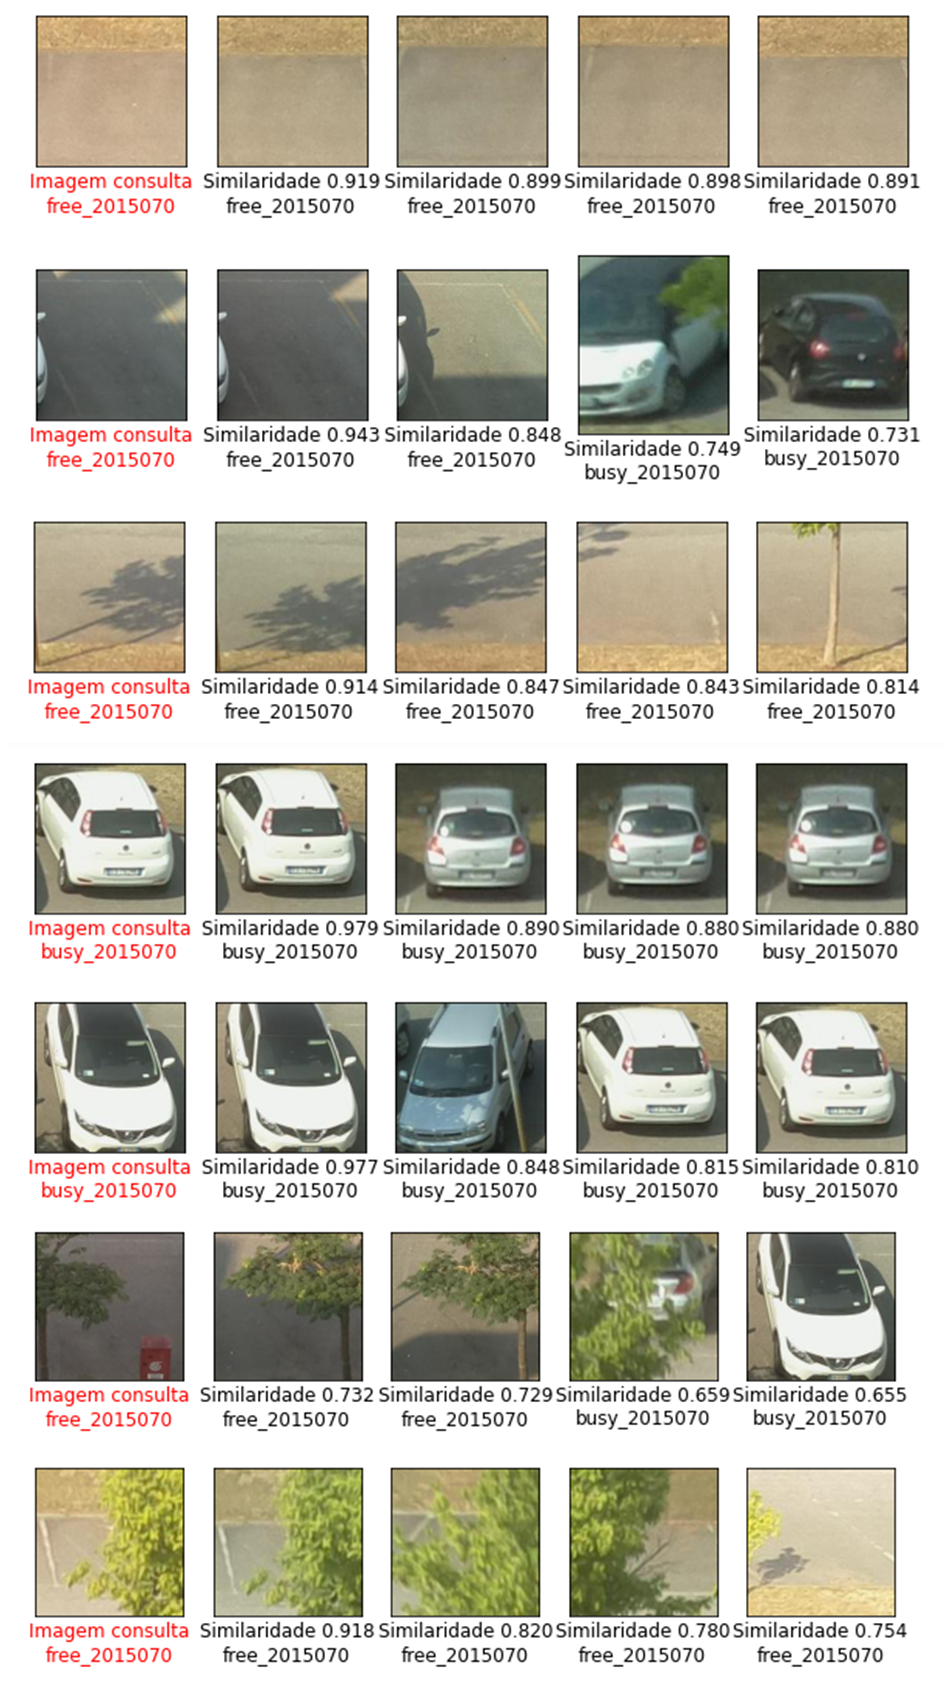 Imagem consulta Similaridade 0.919 Similaridade 0.899 Similaridade 0.898 Similaridade 0.891
free_2015070 free_2015070 free_2015070 free_2015070 free_2015070
Imagem consulta Similaridade 0.943 Similaridade 0.848 Similaridade 0.749 Similaridade 0.731
free_2015070 free_2015070 free_2015070 busy_2015070 busy_2015070
Imagem consulta Similaridade 0.914 Similaridade 0.847 Similaridade 0.843 Similaridade 0.814
free_2015070 free_2015070 free_2015070 free_2015070 free_2015070
Imagem consulta Similaridade 0.979 Similaridade 0.890 Similaridade 0.880 Similaridade 0.880
busy_2015070 busy_2015070 busy_2015070 busy_2015070 busy_2015070
Imagem consulta Similaridade 0.977 Similaridade 0.848 Similaridade 0.815 Similaridade 0.810
busy_2015070 busy_2015070 busy_2015070 busy_2015070 busy_2015070
Imagem consulta Similaridade 0.732 Similaridade 0.729 Similaridade 0.659 Similaridade 0.655
free_2015070 free_2015070 free_2015070 busy_2015070 busy_2015070
Imagem consulta Similaridade 0.918 Similaridade 0.820 Similaridade 0.780 Similaridade 0.754
free_2015070 free_2015070 free_2015070 free_2015070 free_2015070